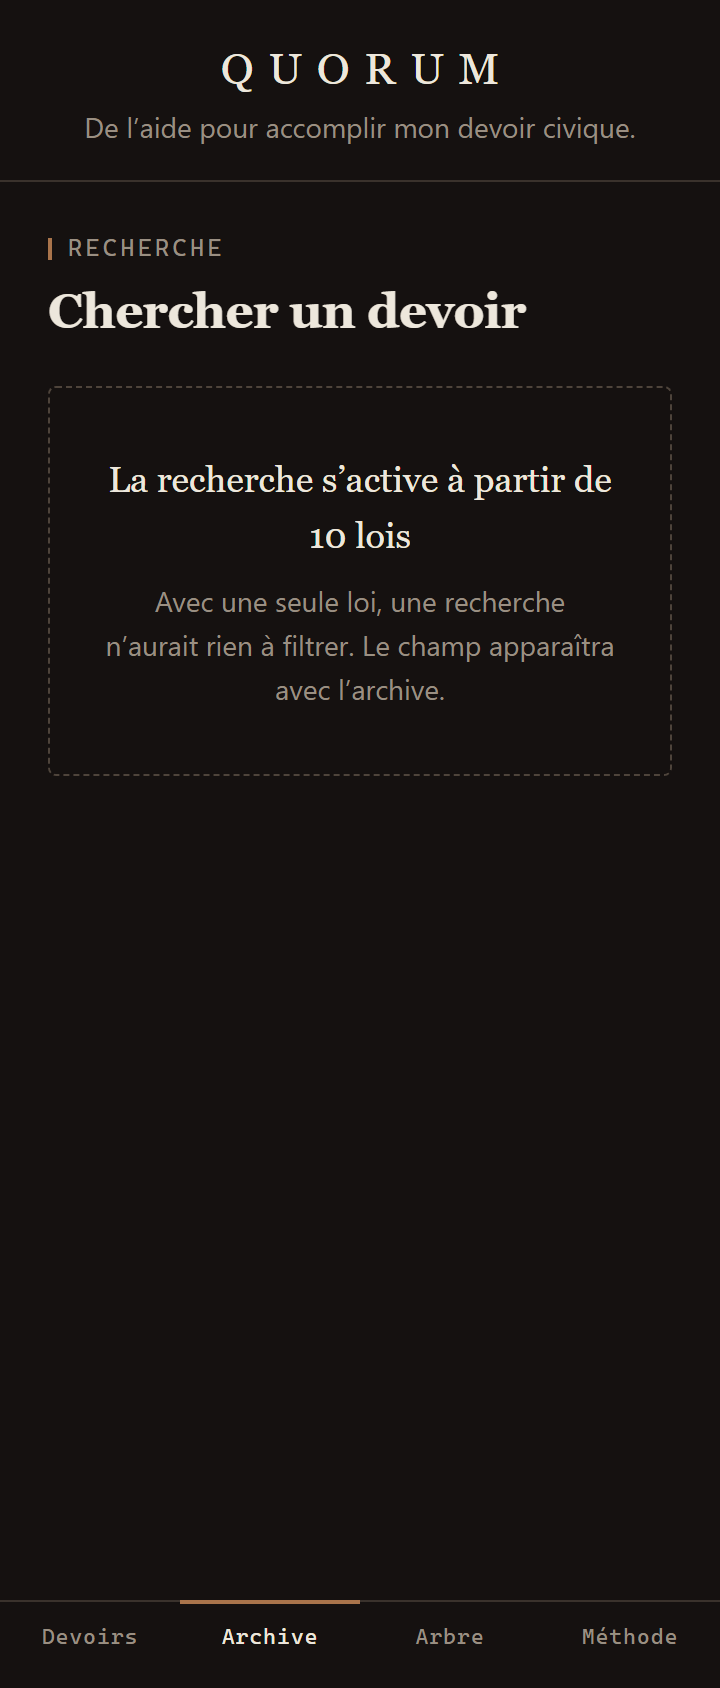 QUORUM
De l’aide pour accomplir mon devoir civique.
RECHERCHE
Chercher un devoir
La recherche s’active à partir de
10 lois
Avec une seule loi, une recherche
n’aurait rien à filtrer. Le champ apparaîtra
avec l’archive.
Devoirs Archive Arbre Méthode